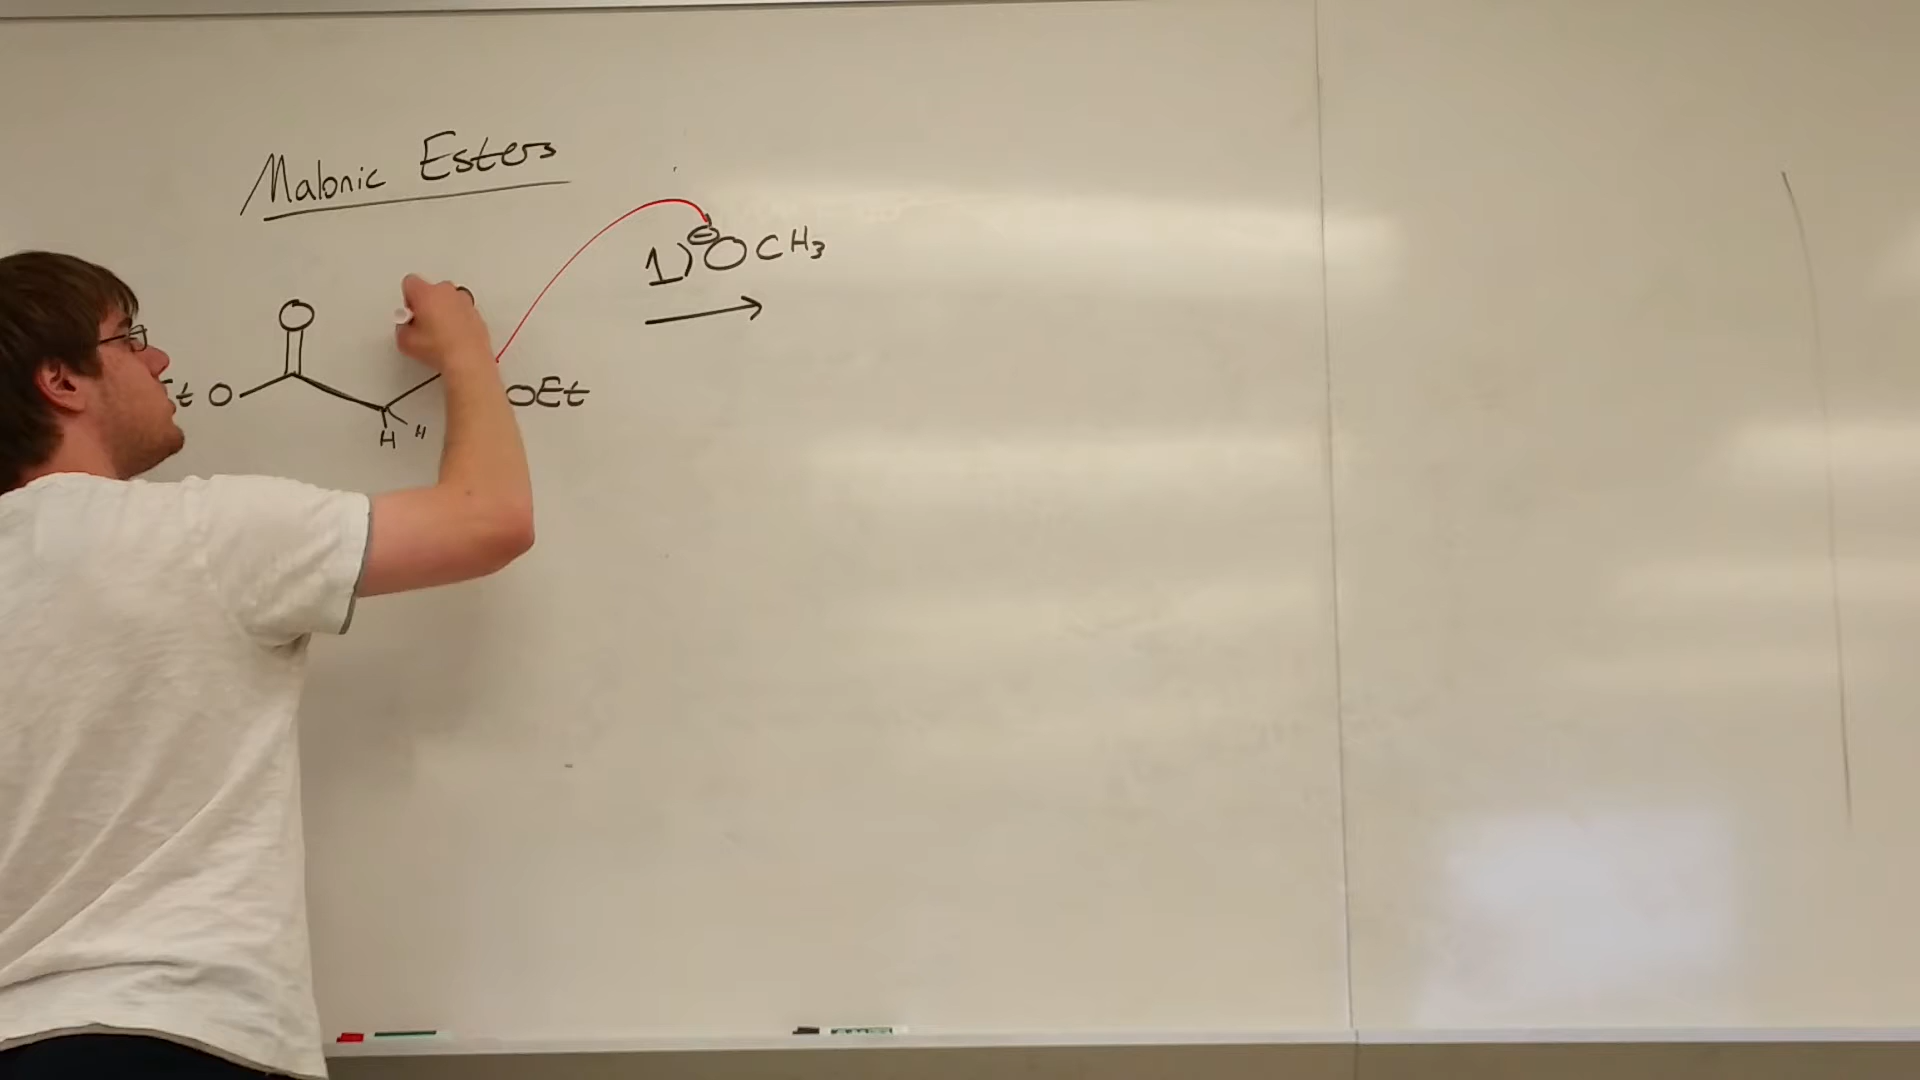 Malonic Esters
1) ⊖OCH₃
O O
t O OEt
H H